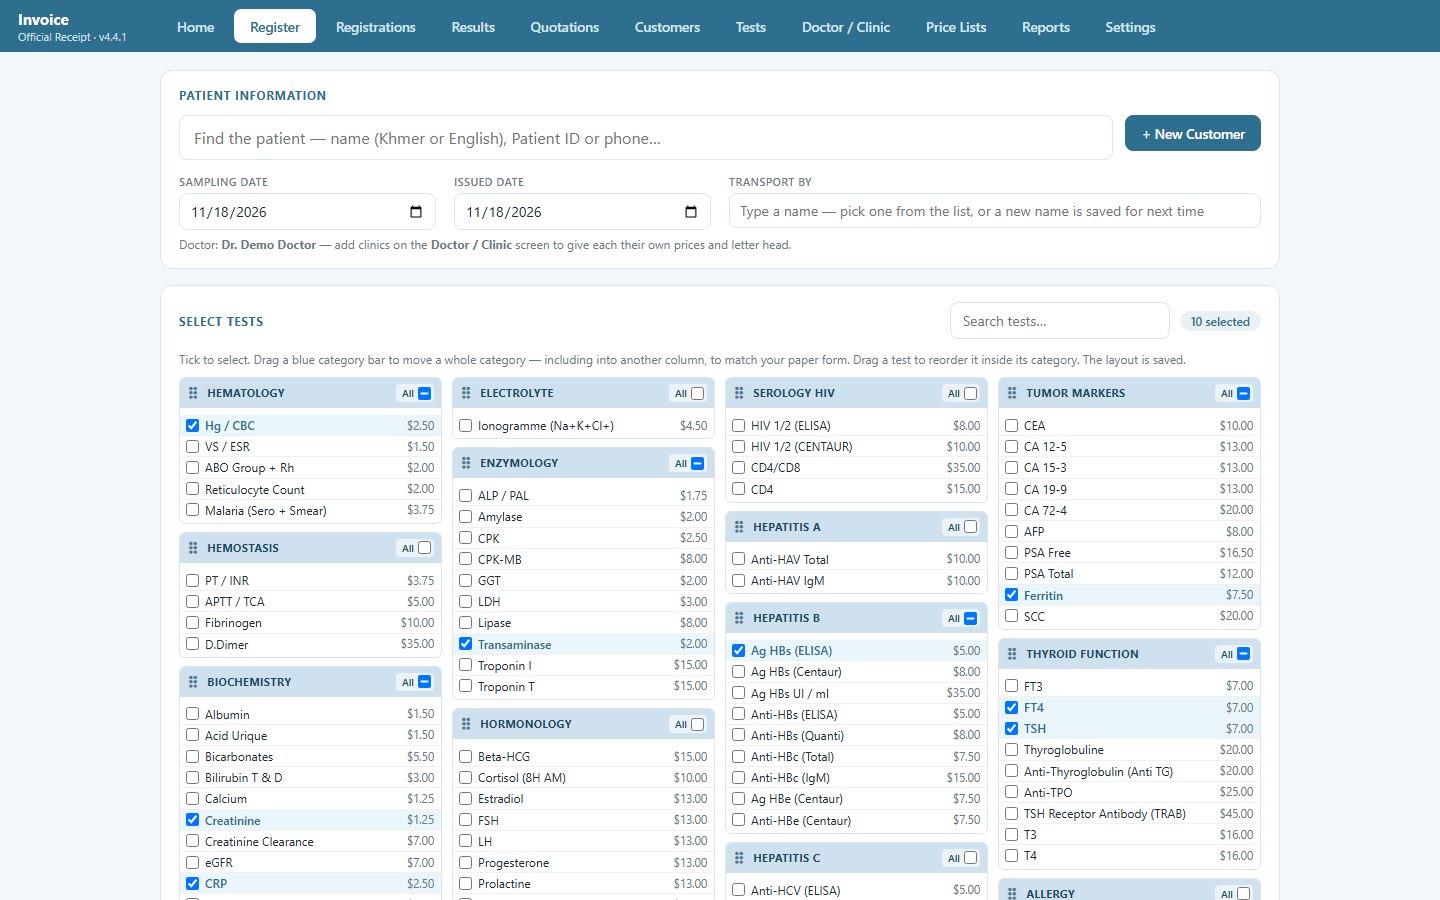 Invoice
Official Receipt · v4.4.1
Home Register Registrations Results Quotations Customers Tests Doctor / Clinic Price Lists Reports Settings
PATIENT INFORMATION
Find the patient — name (Khmer or English), Patient ID or phone...
+ New Customer
SAMPLING DATE ISSUED DATE TRANSPORT BY
11/18/2026 11/18/2026 Type a name — pick one from the list, or a new name is saved for next time
Doctor: Dr. Demo Doctor — add clinics on the Doctor / Clinic screen to give each their own prices and letter head.
SELECT TESTS
Search tests...
10 selected
Tick to select. Drag a blue category bar to move a whole category — including into another column, to match your paper form. Drag a test to reorder it inside its category. The layout is saved.
HEMATOLOGY All
Hg / CBC $2.50
VS / ESR $1.50
ABO Group + Rh $2.00
Reticulocyte Count $2.00
Malaria (Sero + Smear) $3.75
HEMOSTASIS All
PT / INR $3.75
APTT / TCA $5.00
Fibrinogen $10.00
D.Dimer $35.00
BIOCHEMISTRY All
Albumin $1.50
Acid Urique $1.50
Bicarbonates $5.50
Bilirubin T & D $3.00
Calcium $1.25
Creatinine $1.25
Creatinine Clearance $7.00
eGFR $7.00
CRP $2.50
ELECTROLYTE All
Ionogramme (Na+K+Cl+) $4.50
ENZYMOLOGY All
ALP / PAL $1.75
Amylase $2.00
CPK $2.50
CPK-MB $8.00
GGT $2.00
LDH $3.00
Lipase $8.00
Transaminase $2.00
Troponin I $15.00
Troponin T $15.00
HORMONOLOGY All
Beta-HCG $15.00
Cortisol (8H AM) $10.00
Estradiol $13.00
FSH $13.00
LH $13.00
Progesterone $13.00
Prolactine $13.00
SEROLOGY HIV All
HIV 1/2 (ELISA) $8.00
HIV 1/2 (CENTAUR) $10.00
CD4/CD8 $35.00
CD4 $15.00
HEPATITIS A All
Anti-HAV Total $10.00
Anti-HAV IgM $10.00
HEPATITIS B All
Ag HBs (ELISA) $5.00
Ag HBs (Centaur) $8.00
Ag HBs UI / ml $35.00
Anti-HBs (ELISA) $5.00
Anti-HBs (Quanti) $8.00
Anti-HBc (Total) $7.50
Anti-HBc (IgM) $15.00
Ag HBe (Centaur) $7.50
Anti-HBe (Centaur) $7.50
HEPATITIS C All
Anti-HCV (ELISA) $5.00
TUMOR MARKERS All
CEA $10.00
CA 12-5 $13.00
CA 15-3 $13.00
CA 19-9 $13.00
CA 72-4 $20.00
AFP $8.00
PSA Free $16.50
PSA Total $12.00
Ferritin $7.50
SCC $20.00
THYROID FUNCTION All
FT3 $7.00
FT4 $7.00
TSH $7.00
Thyroglobuline $20.00
Anti-Thyroglobulin (Anti TG) $20.00
Anti-TPO $25.00
TSH Receptor Antibody (TRAB) $45.00
T3 $16.00
T4 $16.00
ALLERGY All